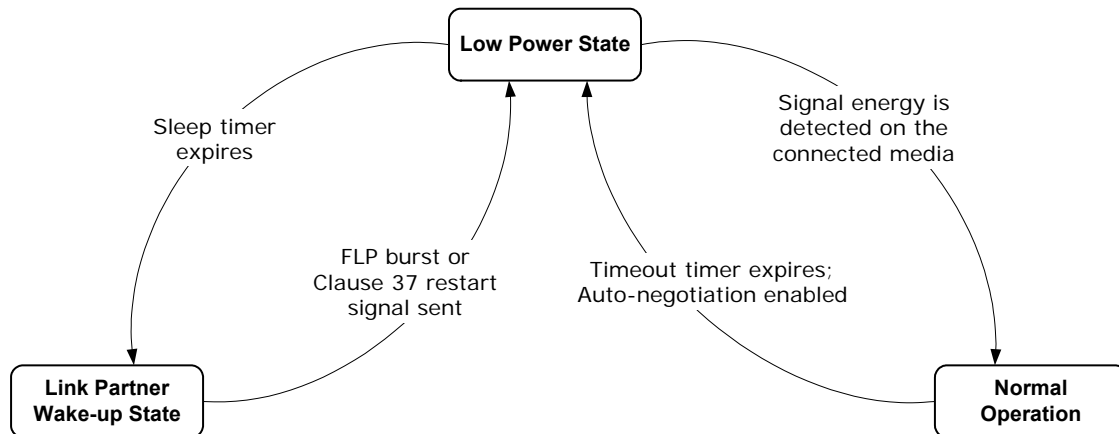 Low Power State
Sleep timer
expires
Signal energy is
detected on the
connected media
FLP burst or
Clause 37 restart
signal sent
Timeout timer expires;
Auto-negotiation enabled
Link Partner
Wake-up State
Normal
Operation